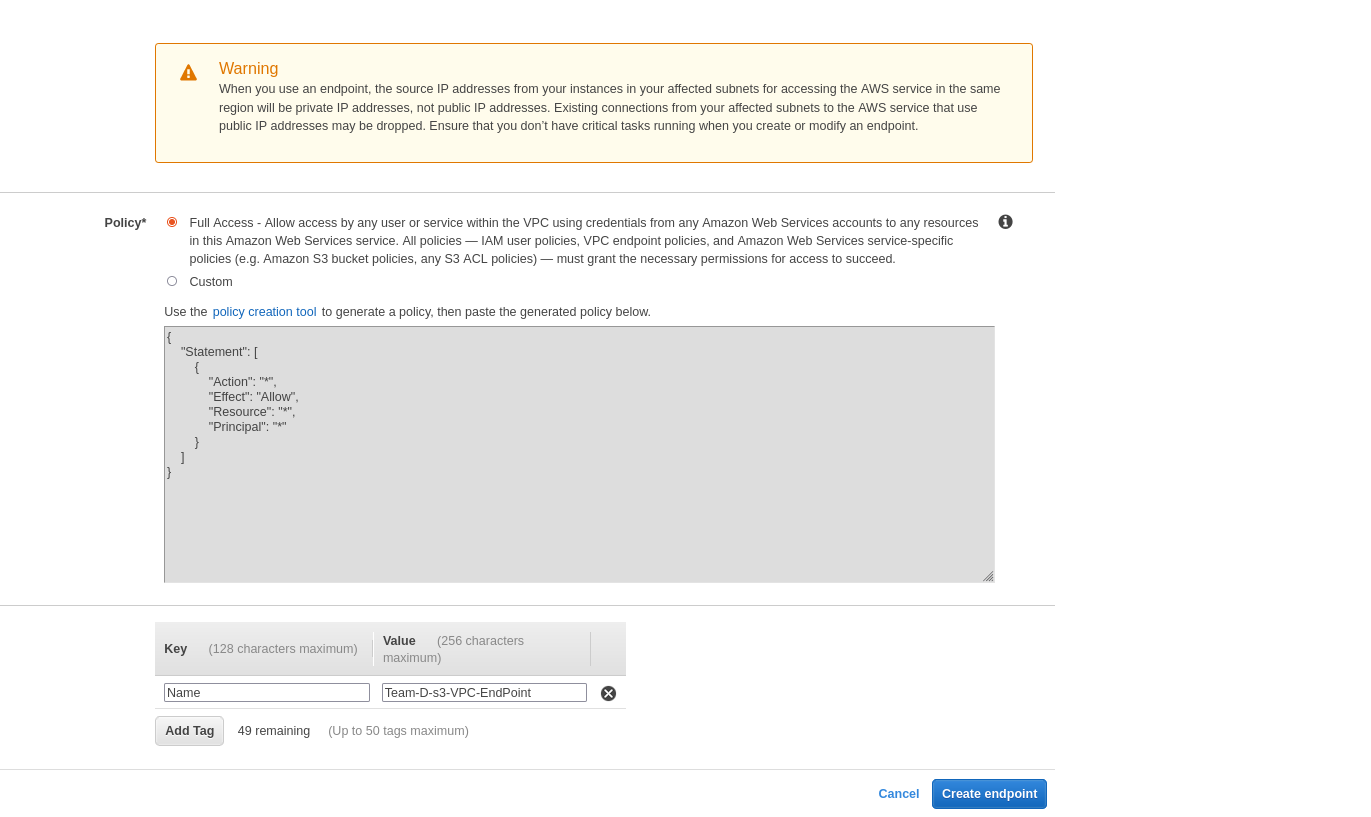 Warning
When you use an endpoint, the source IP addresses from your instances in your affected subnets for accessing the AWS service in the same
region will be private IP addresses, not public IP addresses. Existing connections from your affected subnets to the AWS service that use
public IP addresses may be dropped. Ensure that you don’t have critical tasks running when you create or modify an endpoint.
Policy* Full Access - Allow access by any user or service within the VPC using credentials from any Amazon Web Services accounts to any resources
in this Amazon Web Services service. All policies — IAM user policies, VPC endpoint policies, and Amazon Web Services service-specific
policies (e.g. Amazon S3 bucket policies, any S3 ACL policies) — must grant the necessary permissions for access to succeed.
Custom
Use the policy creation tool to generate a policy, then paste the generated policy below.
{
    "Statement": [
        {
            "Action": "*",
            "Effect": "Allow",
            "Resource": "*",
            "Principal": "*"
        }
    ]
}
Key (128 characters maximum) Value (256 characters
maximum)
Name Team-D-s3-VPC-EndPoint
Add Tag 49 remaining (Up to 50 tags maximum)
Cancel Create endpoint